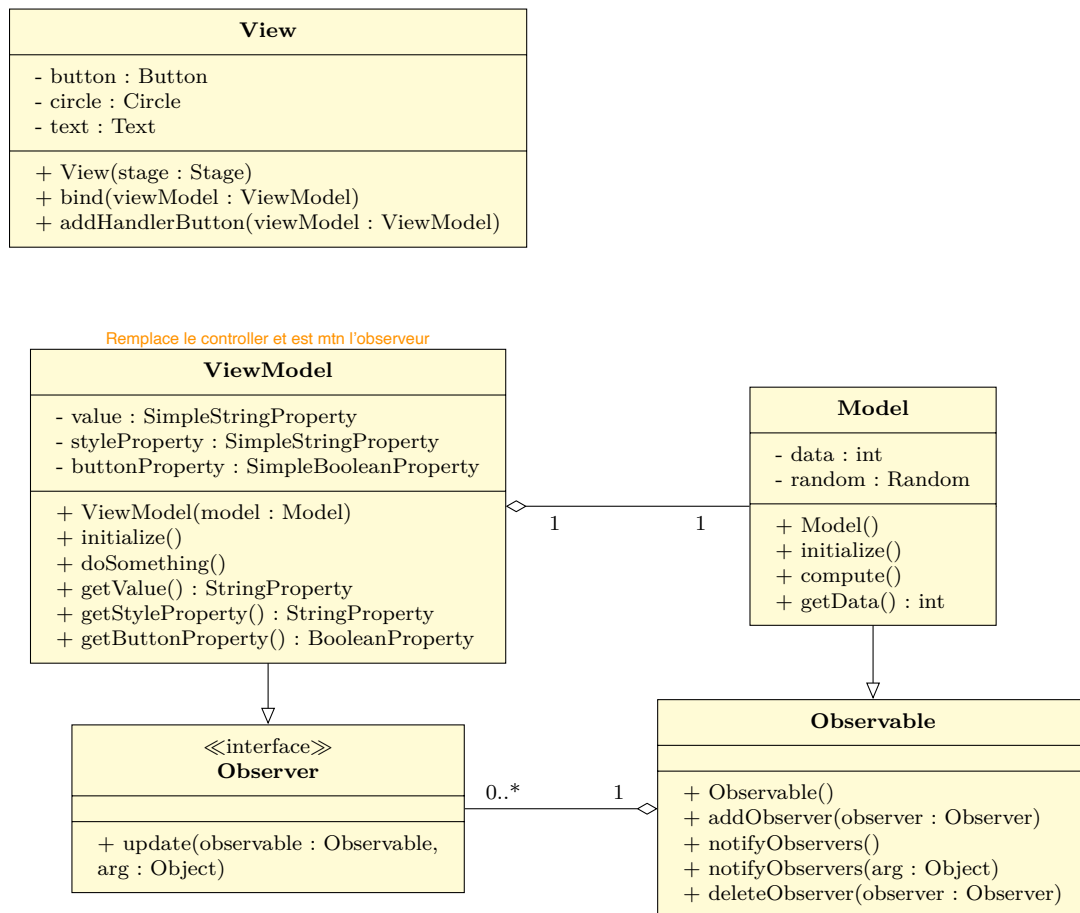 View
- button : Button
- circle : Circle
- text : Text
+ View(stage : Stage)
+ bind(viewModel : ViewModel)
+ addHandlerButton(viewModel : ViewModel)
Remplace le controller et est mtn l'observeur
ViewModel
- value : SimpleStringProperty
- styleProperty : SimpleStringProperty
- buttonProperty : SimpleBooleanProperty
+ ViewModel(model : Model)
+ initialize()
+ doSomething()
+ getValue() : StringProperty
+ getStyleProperty() : StringProperty
+ getButtonProperty() : BooleanProperty
1
1
Model
- data : int
- random : Random
+ Model()
+ initialize()
+ compute()
+ getData() : int
≪interface≫
Observer
+ update(observable : Observable,
arg : Object)
0..*
1
Observable
+ Observable()
+ addObserver(observer : Observer)
+ notifyObservers()
+ notifyObservers(arg : Object)
+ deleteObserver(observer : Observer)